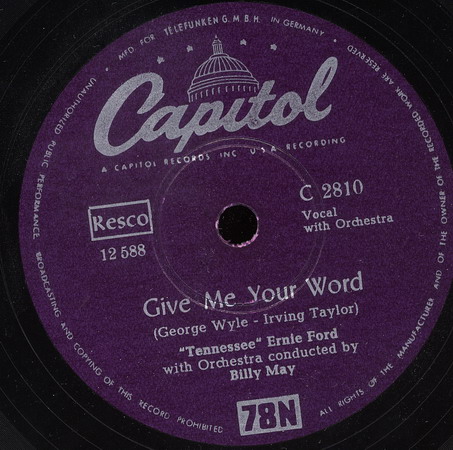 MFD. FOR TELEFUNKEN G.M.B.H. IN GERMANY
Capitol
A CAPITOL RECORDS INC U.S.A. RECORDING
Resco
12 588
C 2810
Vocal
with Orchestra
Give Me Your Word
(George Wyle - Irving Taylor)
"Tennessee" Ernie Ford
with Orchestra conducted by
Billy May
78N
ALL RIGHTS OF THE MANUFACTURER AND OF THE OWNER OF THE RECORDED WORK ARE RESERVED
UNAUTHORIZED PUBLIC PERFORMANCE BROADCASTING AND COPYING OF THIS RECORD PROHIBITED